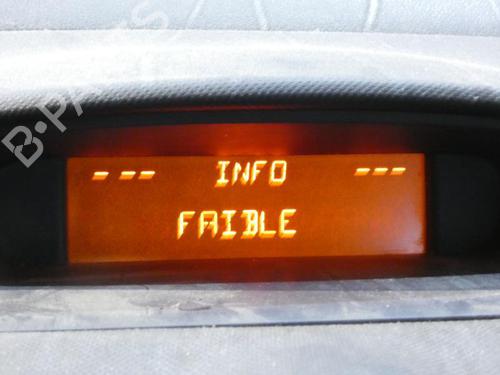 B-PARTS
- -- INFO ---
FAIBLE